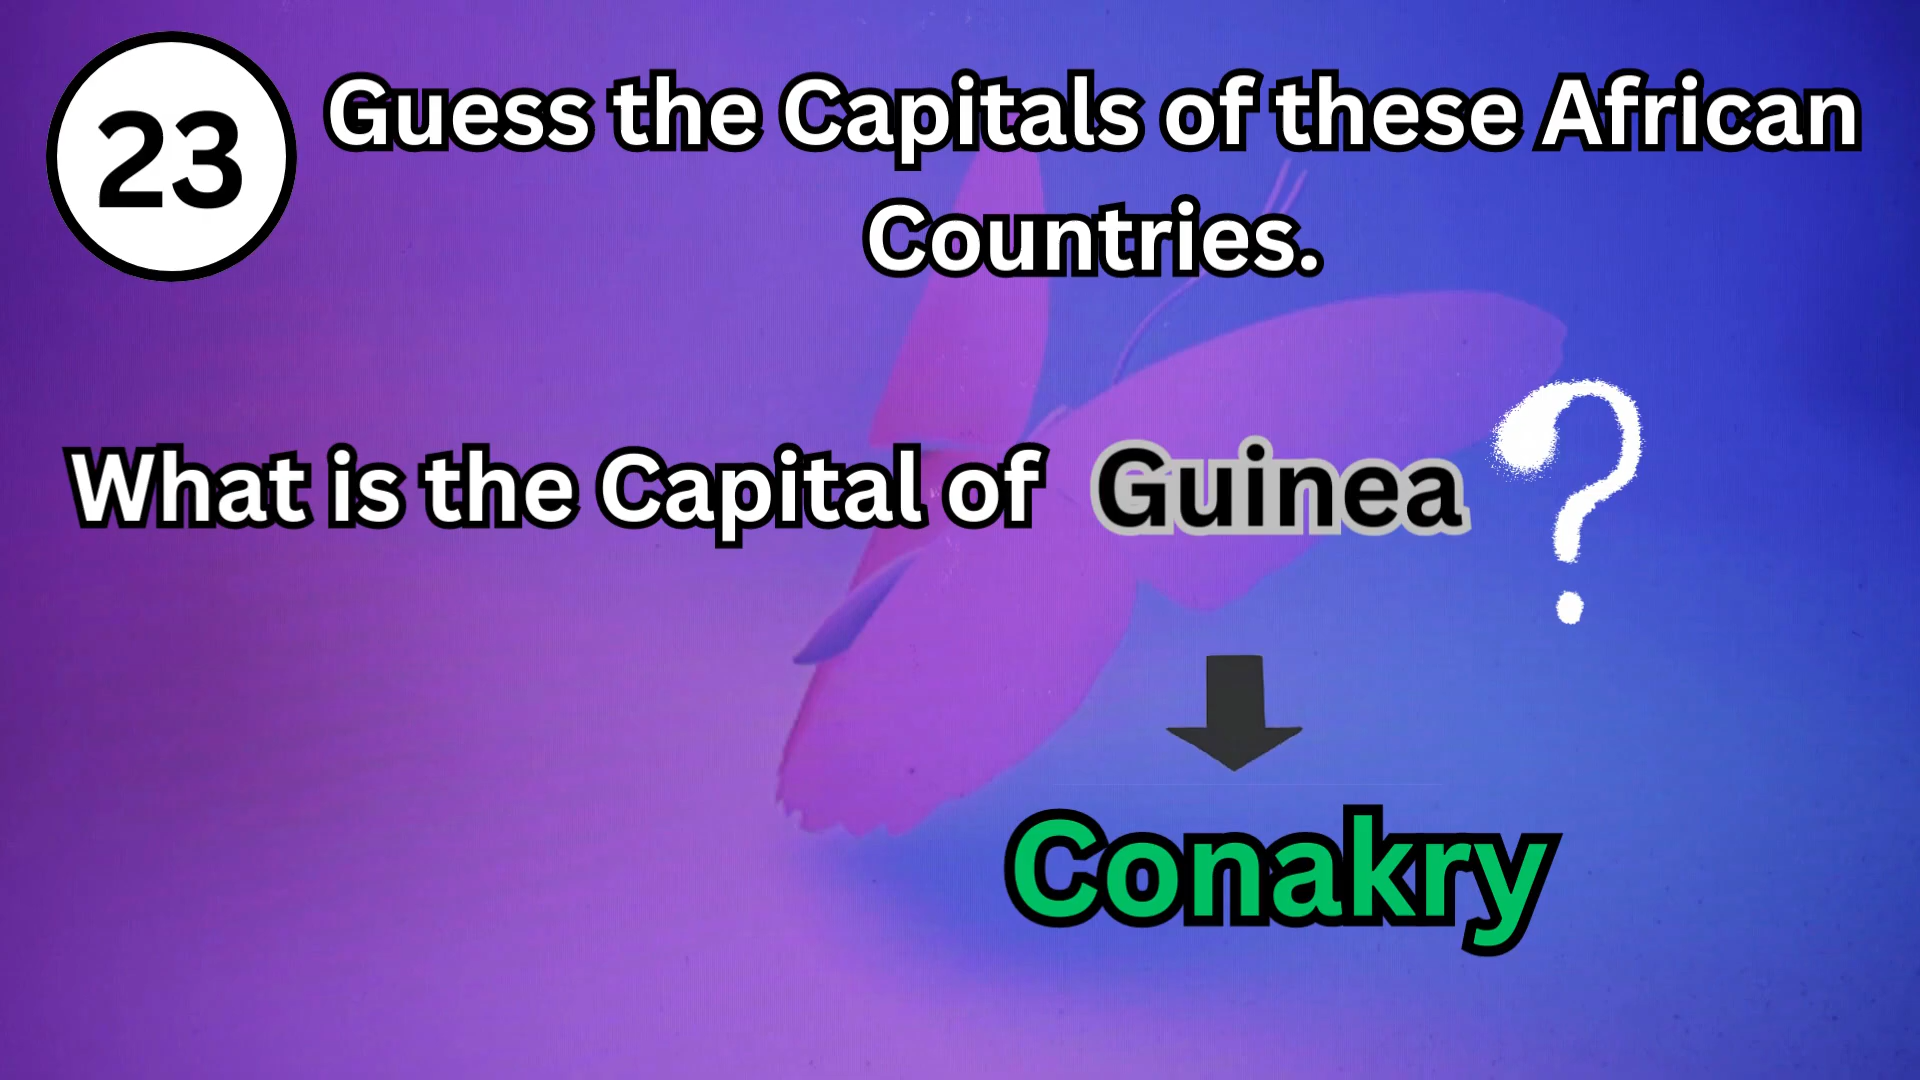 23
Guess the Capitals of these African
Countries.
What is the Capital of Guinea ?
Conakry